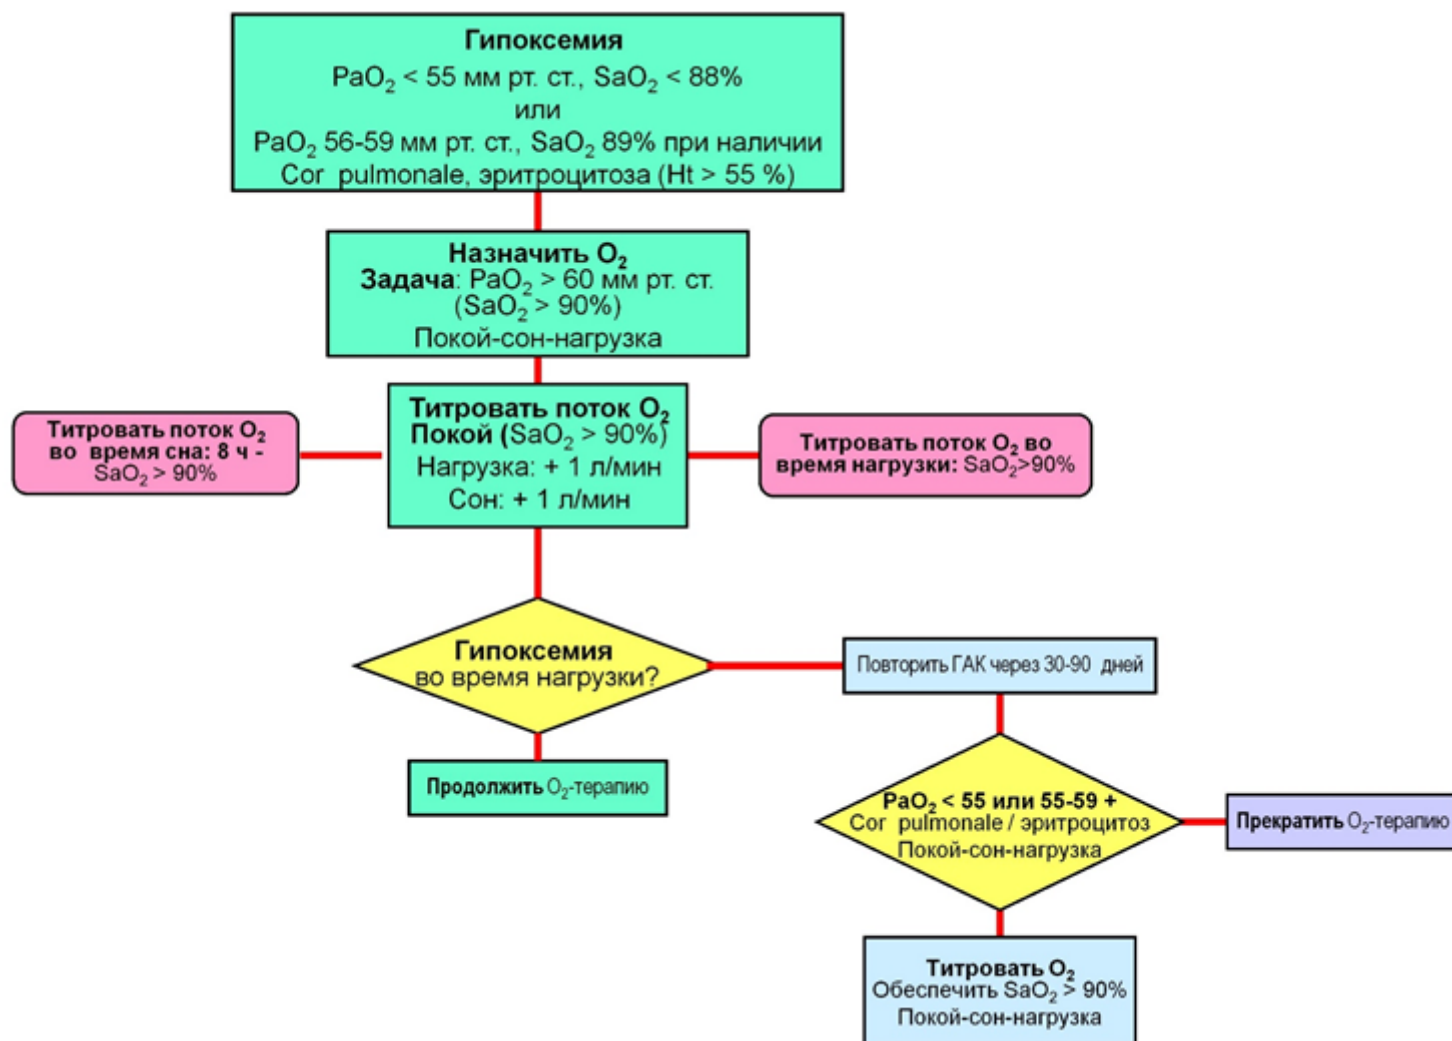 Гипоксемия
PaO₂ < 55 мм рт. ст., SaO₂ < 88%
или
PaO₂ 56-59 мм рт. ст., SaO₂ 89% при наличии
Cor pulmonale, эритроцитоза (Ht > 55 %)
Назначить O₂
Задача: PaO₂ > 60 мм рт. ст.
(SaO₂ > 90%)
Покой-сон-нагрузка
Титровать поток O₂
во время сна: 8 ч -
SaO₂ > 90%
Титровать поток O₂
Покой (SaO₂ > 90%)
Нагрузка: + 1 л/мин
Сон: + 1 л/мин
Титровать поток O₂ во
время нагрузки: SaO₂>90%
Гипоксемия
во время нагрузки?
Повторить ГАК через 30-90 дней
Продолжить O₂-терапию
PaO₂ < 55 или 55-59 +
Cor pulmonale / эритроцитоз
Покой-сон-нагрузка
Прекратить O₂-терапию
Титровать O₂
Обеспечить SaO₂ > 90%
Покой-сон-нагрузка